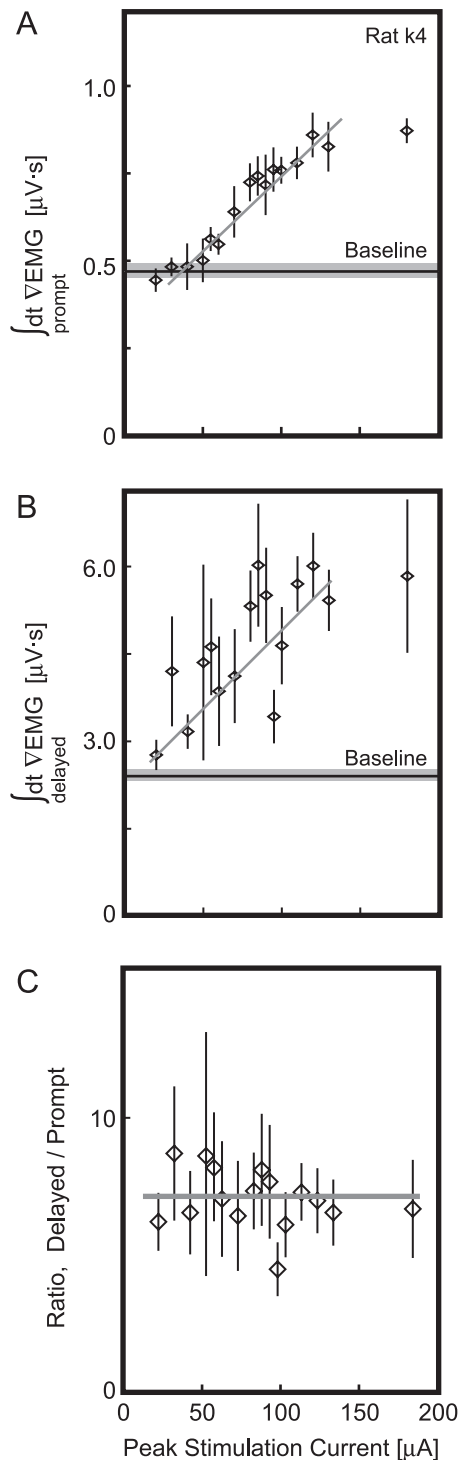 A
Rat k4
1.0
0.5
0
Baseline
∫dt ∇EMG [μV·s]
prompt
B
6.0
3.0
0
Baseline
∫dt ∇EMG [μV·s]
delayed
C
10
0
Ratio, Delayed / Prompt
0 50 100 150 200
Peak Stimulation Current [μA]